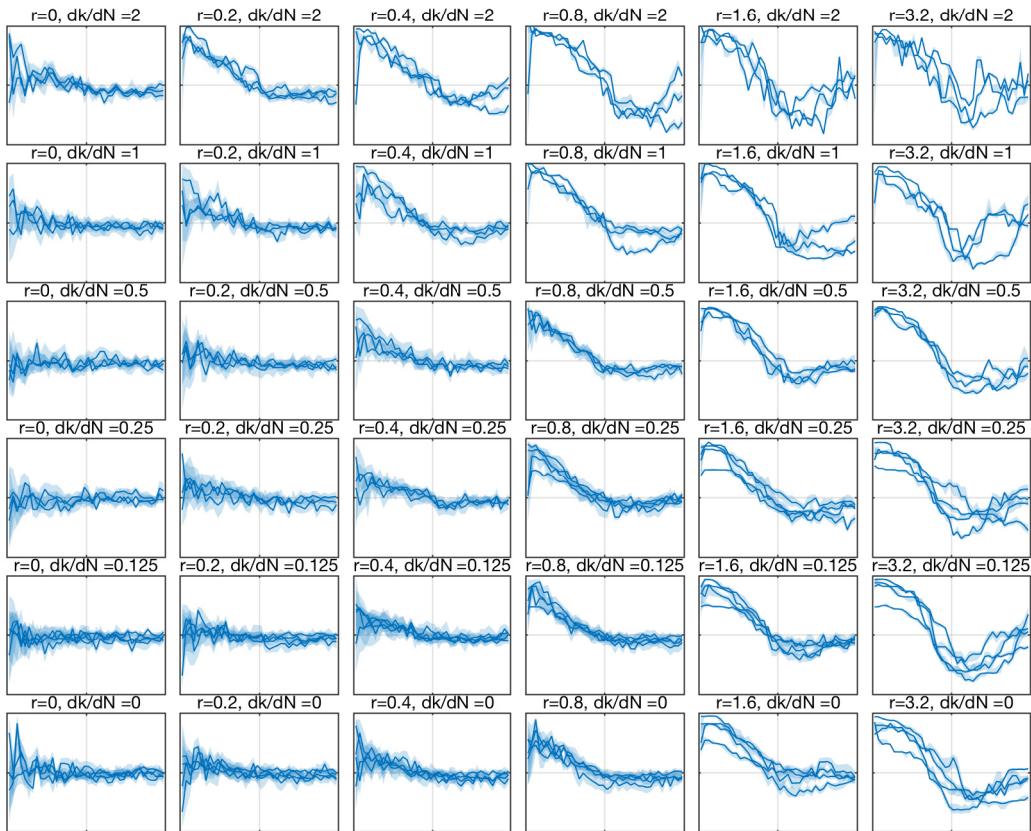 r=0, dk/dN =2 r=0.2, dk/dN =2 r=0.4, dk/dN =2 r=0.8, dk/dN =2 r=1.6, dk/dN =2 r=3.2, dk/dN =2
r=0, dk/dN =1 r=0.2, dk/dN =1 r=0.4, dk/dN =1 r=0.8, dk/dN =1 r=1.6, dk/dN =1 r=3.2, dk/dN =1
r=0, dk/dN =0.5 r=0.2, dk/dN =0.5 r=0.4, dk/dN =0.5 r=0.8, dk/dN =0.5 r=1.6, dk/dN =0.5 r=3.2, dk/dN =0.5
r=0, dk/dN =0.25 r=0.2, dk/dN =0.25 r=0.4, dk/dN =0.25 r=0.8, dk/dN =0.25 r=1.6, dk/dN =0.25 r=3.2, dk/dN =0.25
r=0, dk/dN =0.125 r=0.2, dk/dN =0.125 r=0.4, dk/dN =0.125 r=0.8, dk/dN =0.125 r=1.6, dk/dN =0.125 r=3.2, dk/dN =0.125
r=0, dk/dN =0 r=0.2, dk/dN =0 r=0.4, dk/dN =0 r=0.8, dk/dN =0 r=1.6, dk/dN =0 r=3.2, dk/dN =0